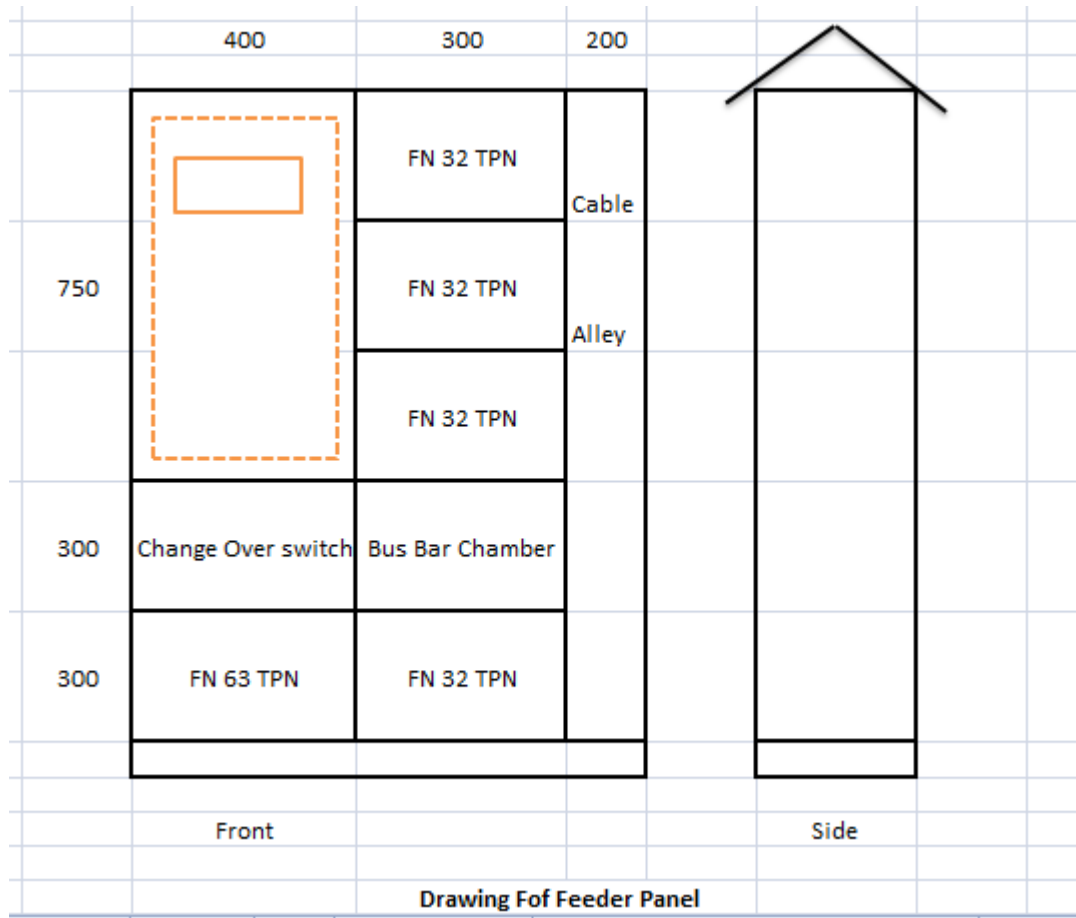 400 300 200
FN 32 TPN
Cable
750 FN 32 TPN
Alley
FN 32 TPN
300 Change Over switch Bus Bar Chamber
300 FN 63 TPN FN 32 TPN
Front Side
Drawing Fof Feeder Panel